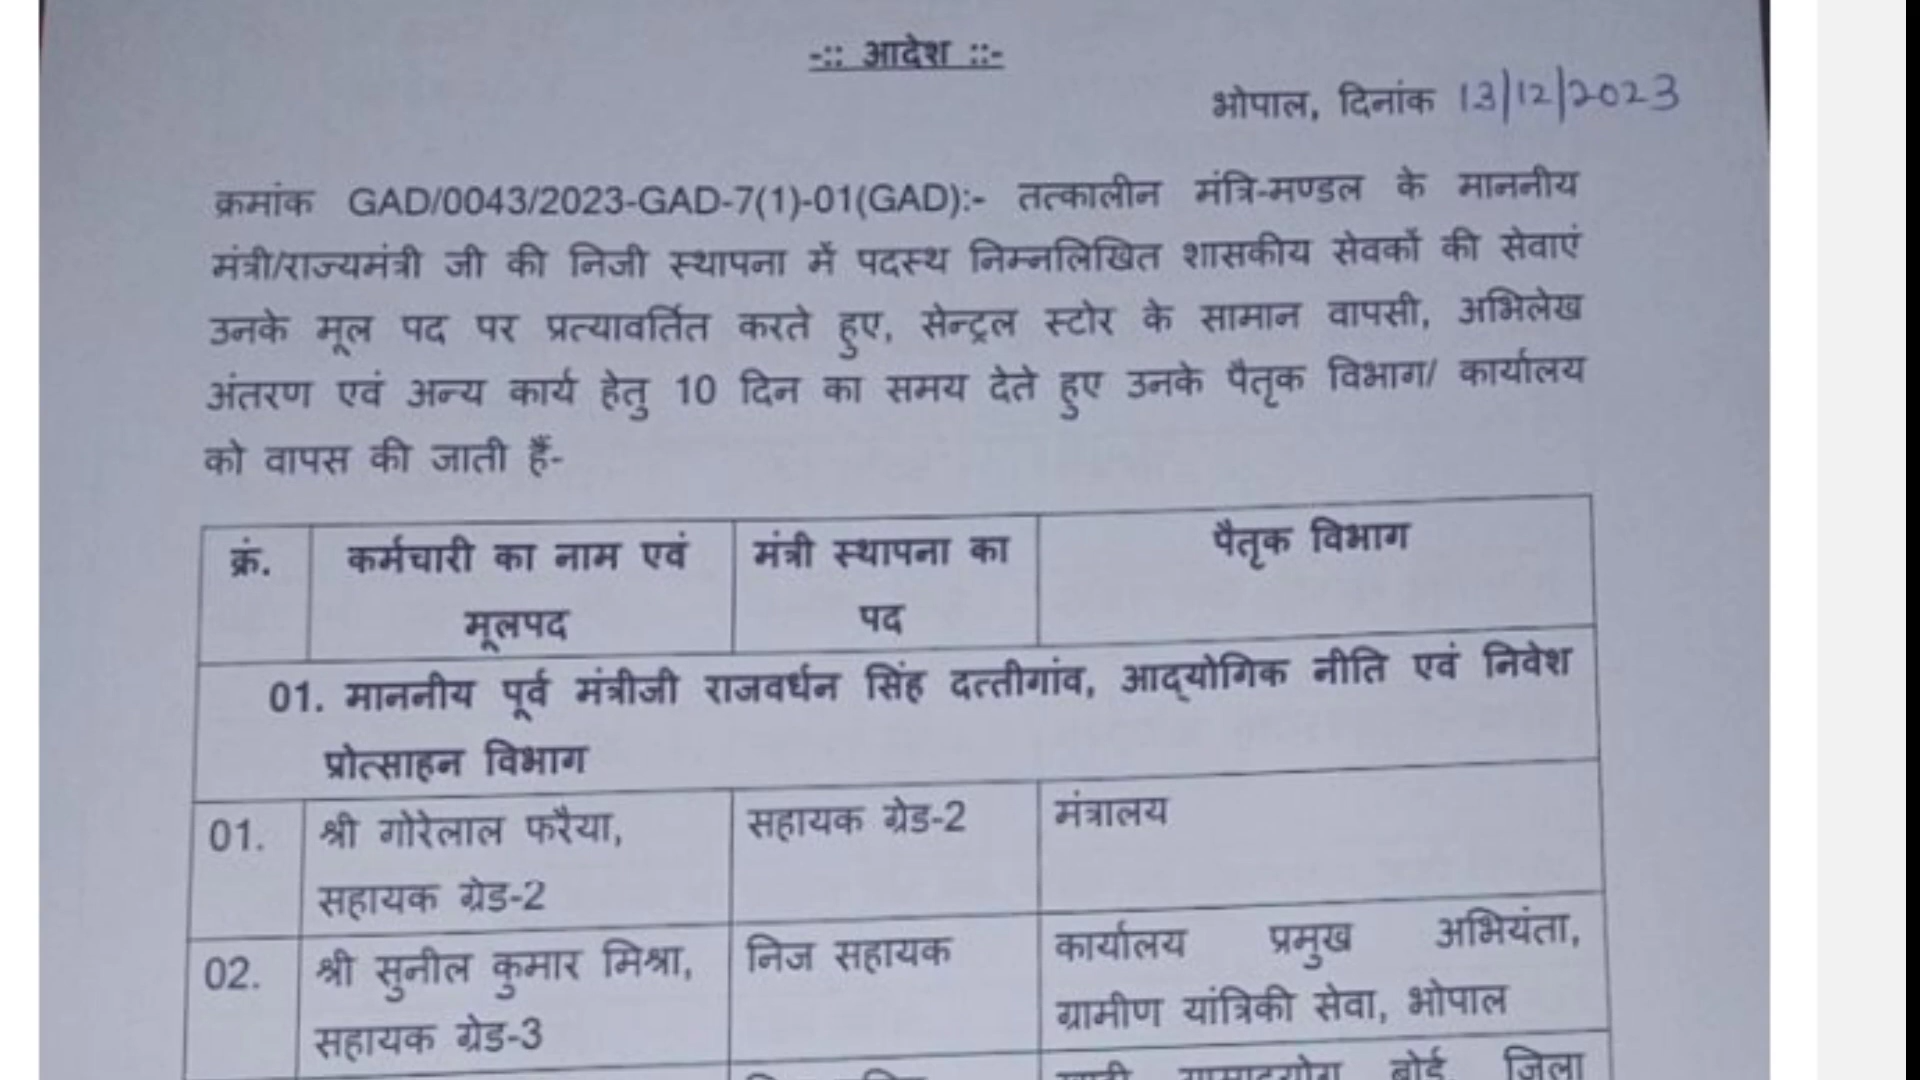 -:: आदेश ::-
भोपाल, दिनांक 13/12/2023
क्रमांक GAD/0043/2023-GAD-7(1)-01(GAD):- तत्कालीन मंत्रि-मण्डल के माननीय
मंत्री/राज्यमंत्री जी की निजी स्थापना में पदस्थ निम्नलिखित शासकीय सेवकों की सेवाएं
उनके मूल पद पर प्रत्यावर्तित करते हुए, सेन्ट्रल स्टोर के सामान वापसी, अभिलेख
अंतरण एवं अन्य कार्य हेतु 10 दिन का समय देते हुए उनके पैतृक विभाग/ कार्यालय
को वापस की जाती हैं-
क्रं. कर्मचारी का नाम एवं मूलपद मंत्री स्थापना का पद पैतृक विभाग
01. माननीय पूर्व मंत्रीजी राजवर्धन सिंह दत्तीगांव, आद्योगिक नीति एवं निवेश
प्रोत्साहन विभाग
01. श्री गोरेलाल फरैया, सहायक ग्रेड-2 मंत्रालय
सहायक ग्रेड-2
02. श्री सुनील कुमार मिश्रा, निज सहायक कार्यालय प्रमुख अभियंता,
सहायक ग्रेड-3 ग्रामीण यांत्रिकी सेवा, भोपाल
बोर्ड, जिला